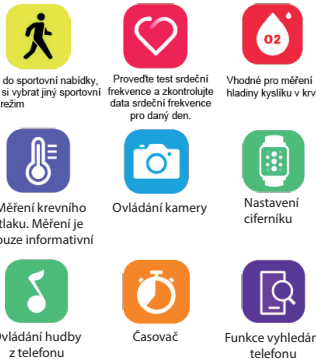 do sportovní nabídky,
si vybrat jiný sportovní
režim
Proveďte test srdeční
frekvence a zkontrolujte
data srdeční frekvence
pro daný den.
O2
Vhodné pro měření
hladiny kyslíku v krvi
Měření krevního
tlaku. Měření je
pouze informativní
Ovládání kamery
Nastavení
ciferníku
Ovládání hudby
z telefonu
Časovač
Funkce vyhledán
telefonu